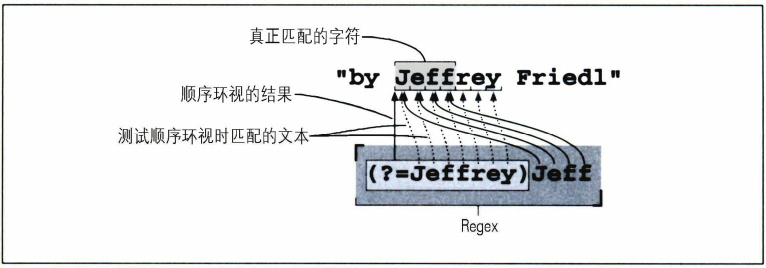 真正匹配的字符
"by Jeffrey Friedl"
顺序环视的结果
测试顺序环视时匹配的文本
(?=Jeffrey)Jeff
Regex